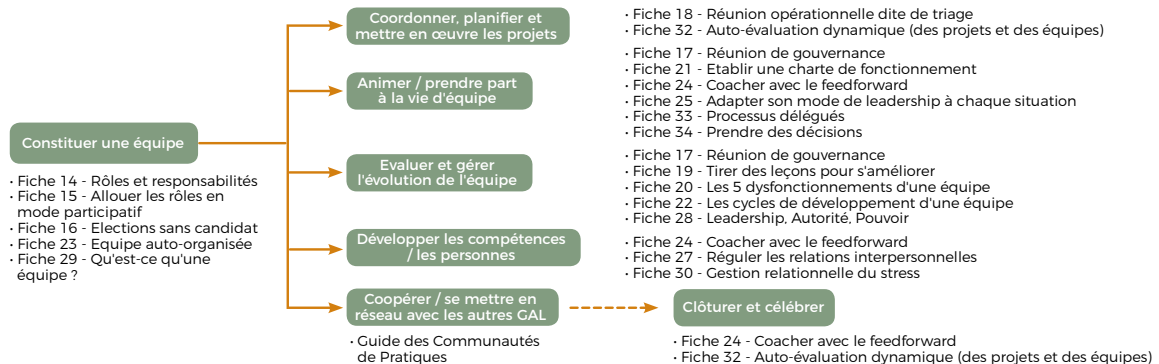 Constituer une équipe
• Fiche 14 - Rôles et responsabilités
• Fiche 15 - Allouer les rôles en
mode participatif
• Fiche 16 - Elections sans candidat
• Fiche 23 - Equipe auto-organisée
• Fiche 29 - Qu'est-ce qu'une
équipe ?
Coordonner, planifier et
mettre en œuvre les projets
• Fiche 18 - Réunion opérationnelle dite de triage
• Fiche 32 - Auto-évaluation dynamique (des projets et des équipes)
Animer / prendre part
à la vie d'équipe
• Fiche 17 - Réunion de gouvernance
• Fiche 21 - Etablir une charte de fonctionnement
• Fiche 24 - Coacher avec le feedforward
• Fiche 25 - Adapter son mode de leadership à chaque situation
• Fiche 33 - Processus délégués
• Fiche 34 - Prendre des décisions
Evaluer et gérer
l'évolution de l'équipe
• Fiche 17 - Réunion de gouvernance
• Fiche 19 - Tirer des leçons pour s'améliorer
• Fiche 20 - Les 5 dysfonctionnements d'une équipe
• Fiche 22 - Les cycles de développement d'une équipe
• Fiche 28 - Leadership, Autorité, Pouvoir
Développer les compétences
/ les personnes
• Fiche 24 - Coacher avec le feedforward
• Fiche 27 - Réguler les relations interpersonnelles
• Fiche 30 - Gestion relationnelle du stress
Coopérer / se mettre en
réseau avec les autres GAL
• Guide des Communautés
de Pratiques
Clôturer et célébrer
• Fiche 24 - Coacher avec le feedforward
• Fiche 32 - Auto-évaluation dynamique (des projets et des équipes)